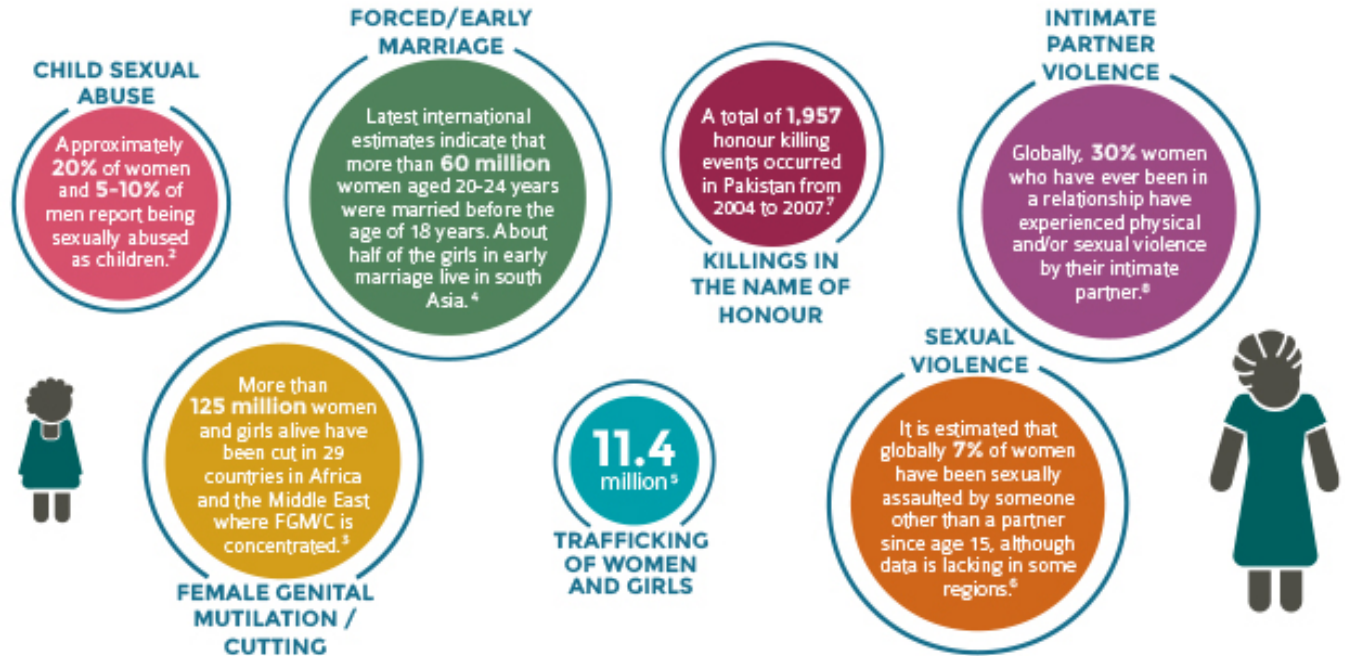 CHILD SEXUAL
ABUSE
Approximately
20% of women
and 5-10% of
men report being
sexually abused
as children.²
FORCED/EARLY
MARRIAGE
Latest international
estimates indicate that
more than 60 million
women aged 20-24 years
were married before the
age of 18 years. About
half of the girls in early
marriage live in south
Asia. ⁴
A total of 1,957
honour killing
events occurred
in Pakistan from
2004 to 2007.⁷
KILLINGS IN
THE NAME OF
HONOUR
INTIMATE
PARTNER
VIOLENCE
Globally, 30% women
who have ever been in
a relationship have
experienced physical
and/or sexual violence
by their intimate
partner.⁸
More than
125 million women
and girls alive have
been cut in 29
countries in Africa
and the Middle East
where FGM/C is
concentrated.³
FEMALE GENITAL
MUTILATION /
CUTTING
11.4
million ⁵
TRAFFICKING
OF WOMEN
AND GIRLS
SEXUAL
VIOLENCE
It is estimated that
globally 7% of women
have been sexually
assaulted by someone
other than a partner
since age 15, although
data is lacking in some
regions.⁶